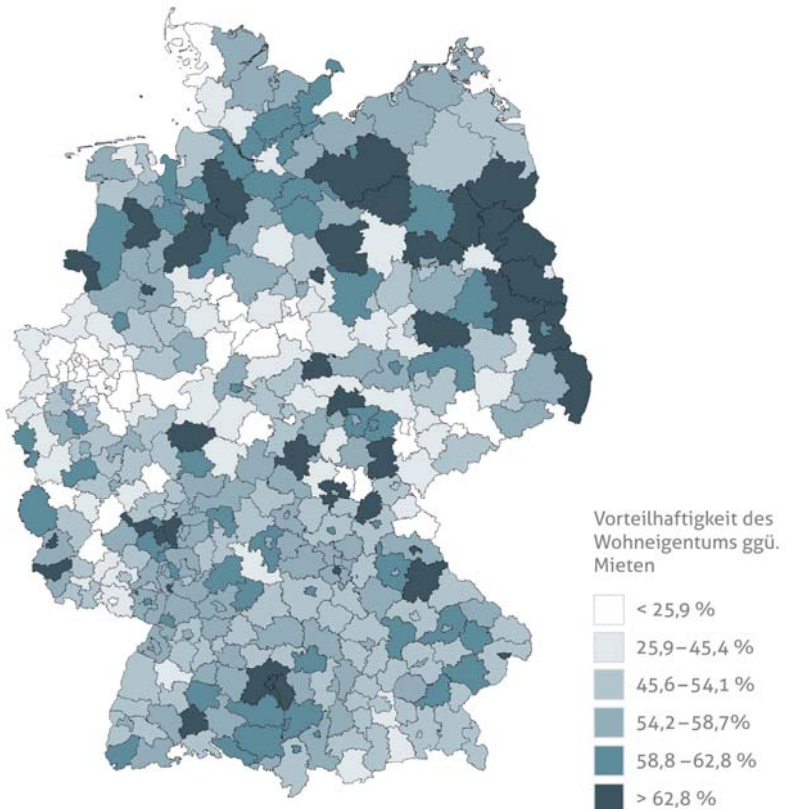 Vorteilhaftigkeit des
Wohneigentums ggü.
Mieten
< 25,9 %
25,9–45,4 %
45,6–54,1 %
54,2–58,7%
58,8 –62,8 %
> 62,8 %